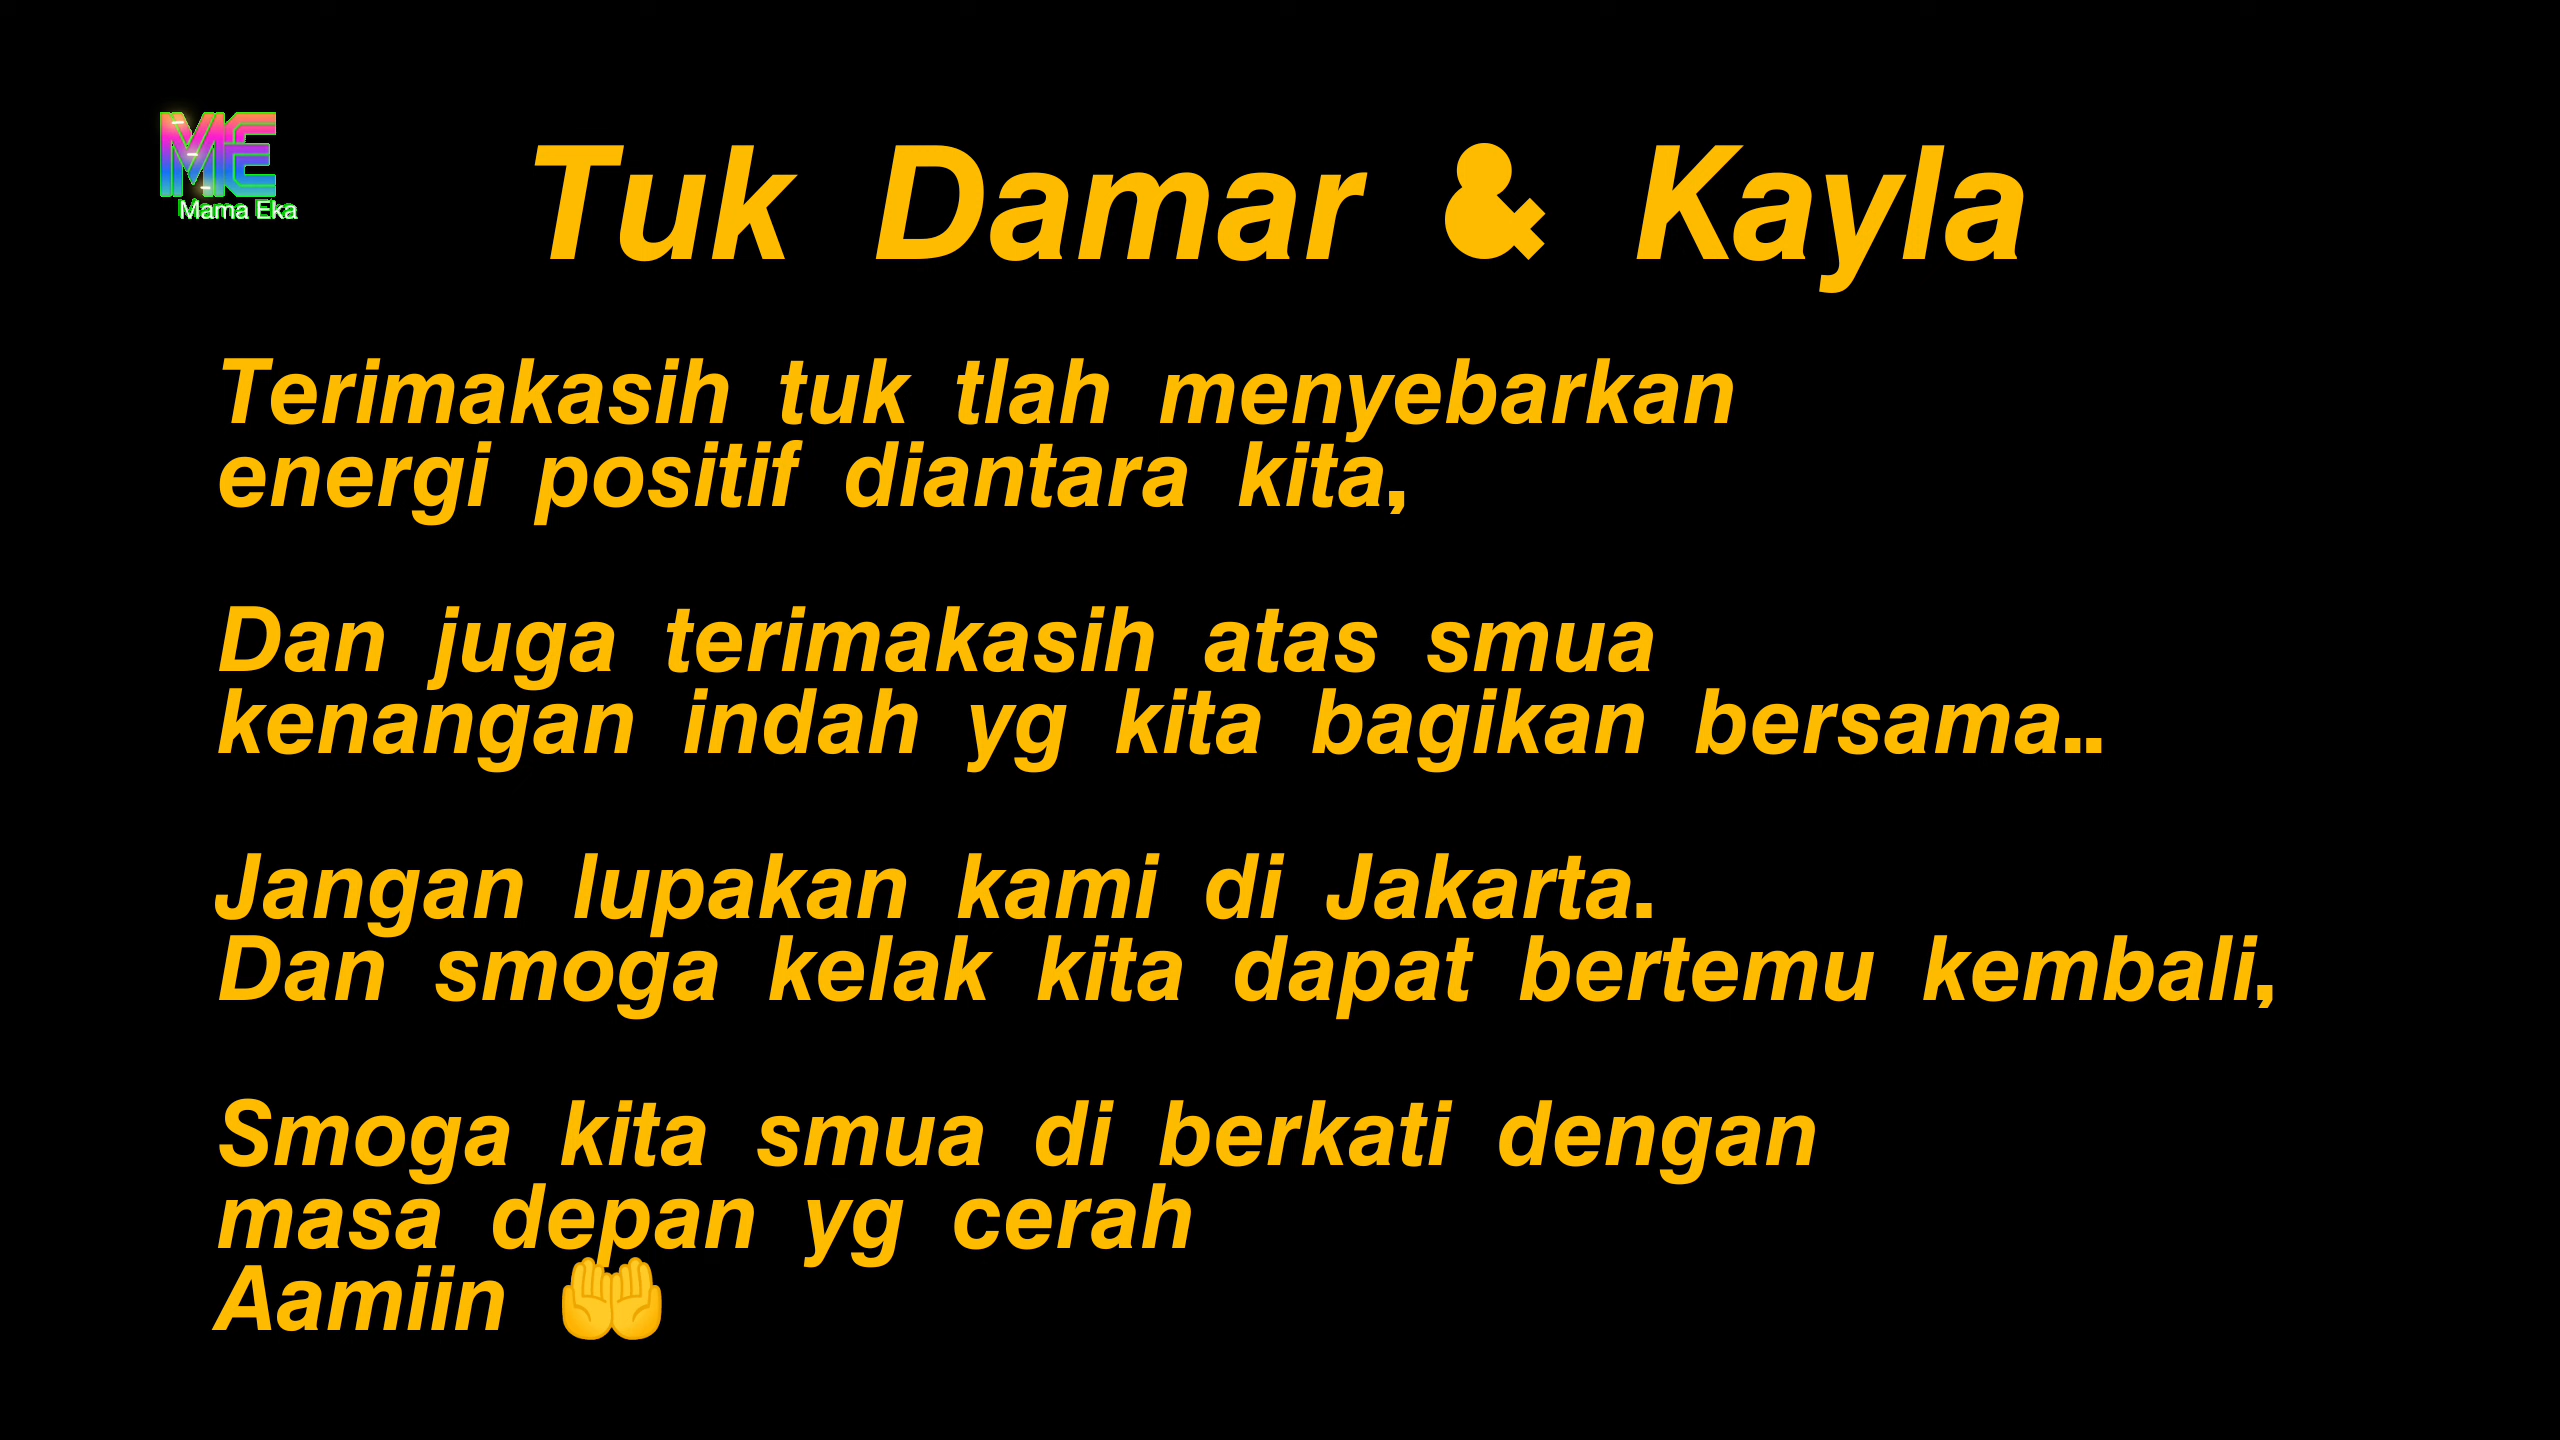 ME
Mama Eka
Tuk Damar & Kayla
Terimakasih tuk tlah menyebarkan
energi positif diantara kita,
Dan juga terimakasih atas smua
kenangan indah yg kita bagikan bersama..
Jangan lupakan kami di Jakarta.
Dan smoga kelak kita dapat bertemu kembali,
Smoga kita smua di berkati dengan
masa depan yg cerah
Aamiin 🤲